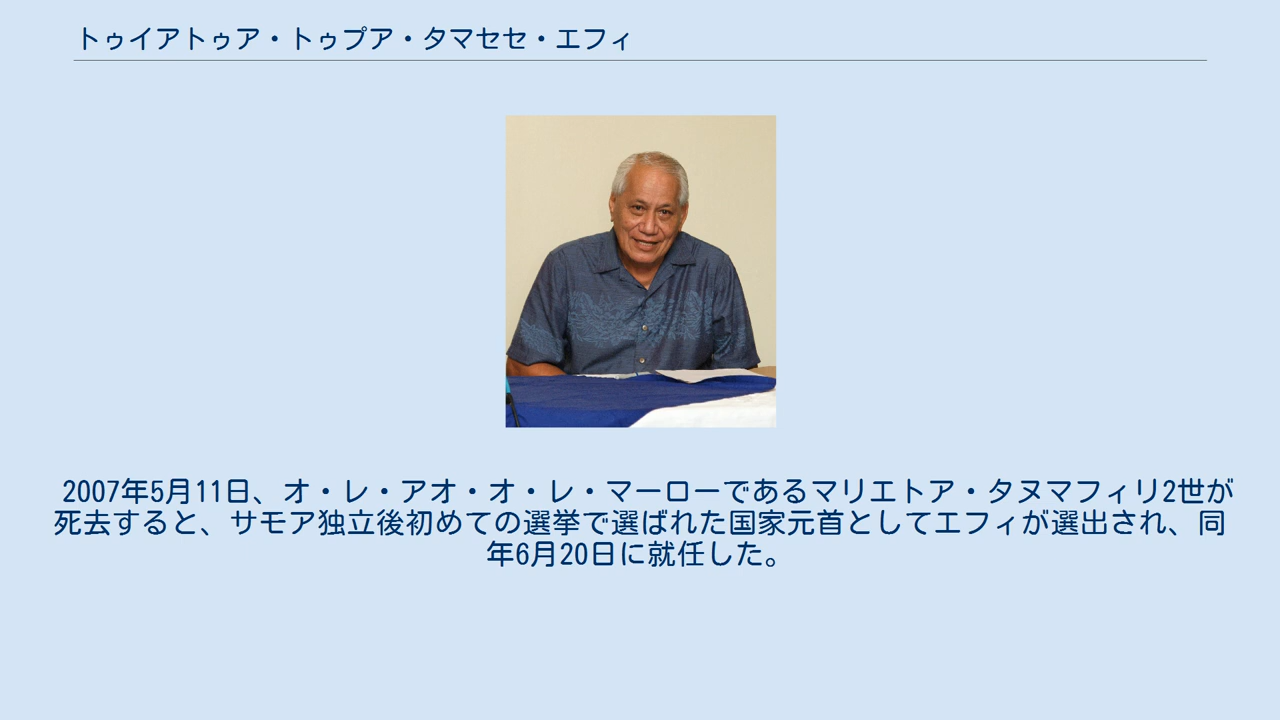 トゥイアトゥア・トゥプア・タマセセ・エフィ
2007年5月11日、オ・レ・アオ・オ・レ・マーローであるマリエトア・タヌマフィリ2世が
死去すると、サモア独立後初めての選挙で選ばれた国家元首としてエフィが選出され、同
年6月20日に就任した。